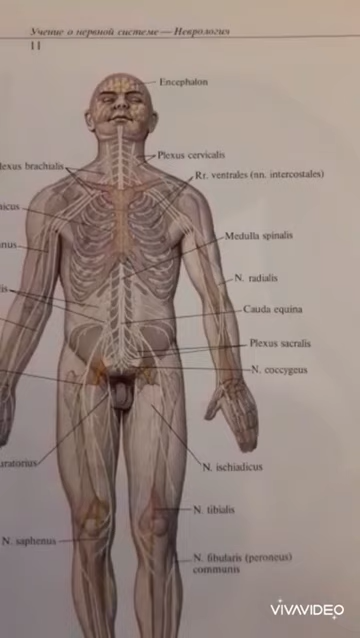 Учение о нервной системе — Неврология
11
Encephalon
Plexus cervicalis
lexus brachialis
Rr. ventrales (nn. intercostales)
Medulla spinalis
N. radialis
Cauda equina
Plexus sacralis
N. coccygeus
uratorius
N. ischiadicus
N. tibialis
N. saphenus
N. fibularis (peroneus)
communis
VIVAVIDEO